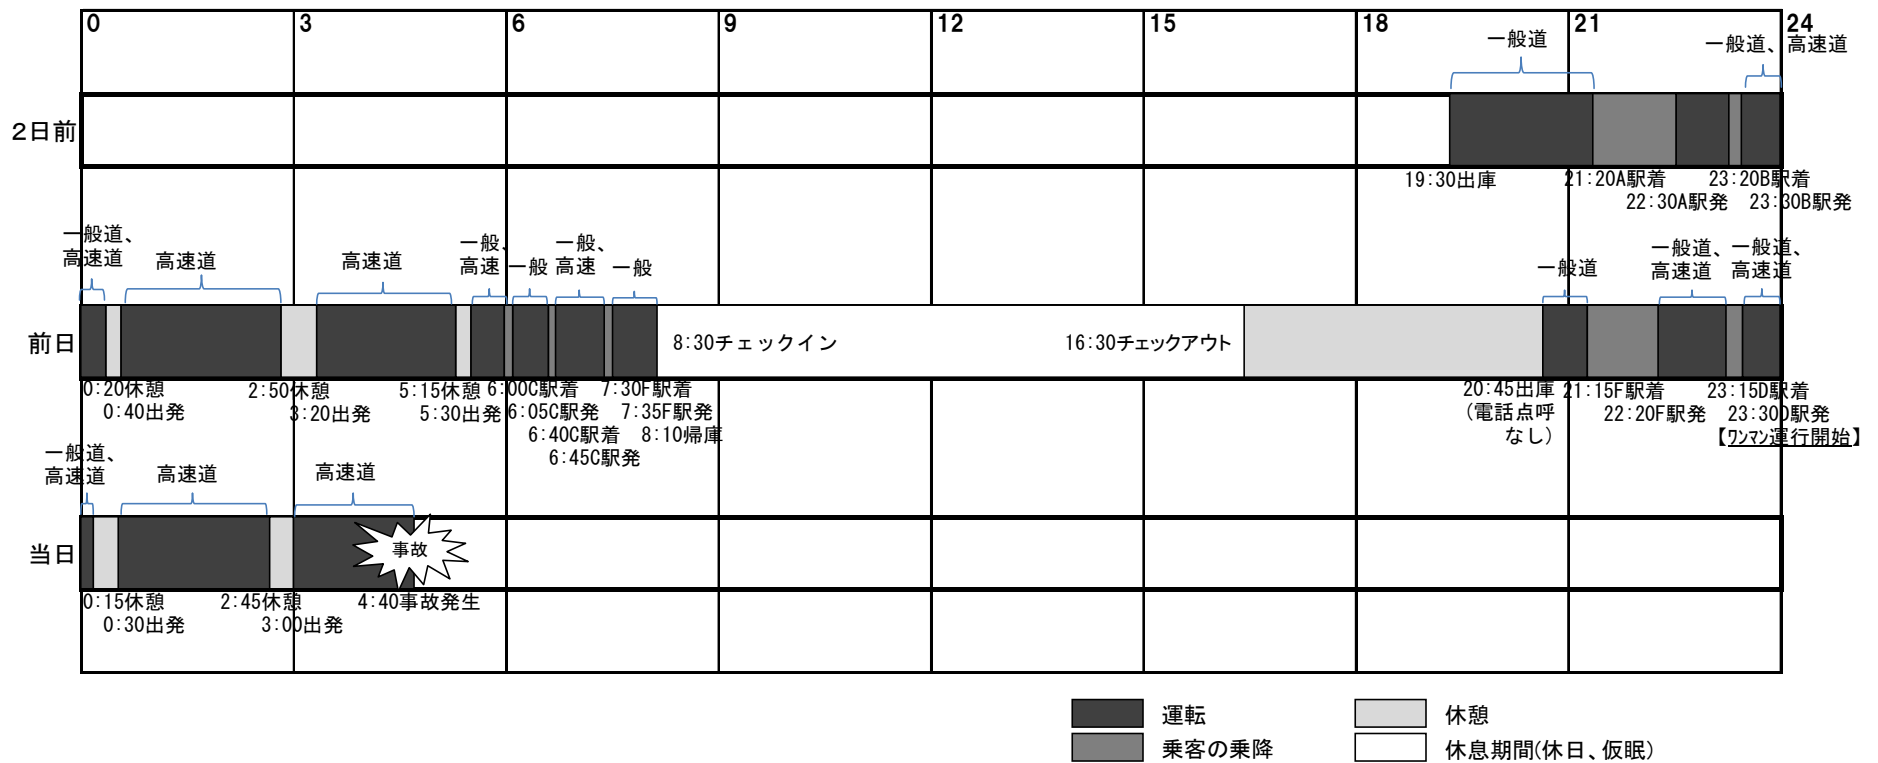 0 3 6 9 12 15 18 21 24
一般道
一般道、高速道
２日前
19:30出庫
21:20A駅着
23:20B駅着
22:30A駅発
23:30B駅発
一般道、
高速道
高速道
高速道
一般、
高速
一般
一般、
高速
一般
一般道
一般道、
高速道
一般道、
高速道
前日
8:30チェックイン
16:30チェックアウト
0:20休憩
0:40出発
2:50休憩
3:20出発
5:15休憩
5:30出発
6:00C駅着
6:05C駅発
6:40C駅着
6:45C駅発
7:30F駅着
7:35F駅発
8:10帰庫
20:45出庫
(電話点呼
なし)
21:15F駅着
22:20F駅発
23:15D駅着
23:30D駅発
【ﾜﾝﾏﾝ運行開始】
一般道、
高速道
高速道
高速道
当日
事故
0:15休憩
0:30出発
2:45休憩
3:00出発
4:40事故発生
運転
休憩
乗客の乗降
休息期間(休日、仮眠)